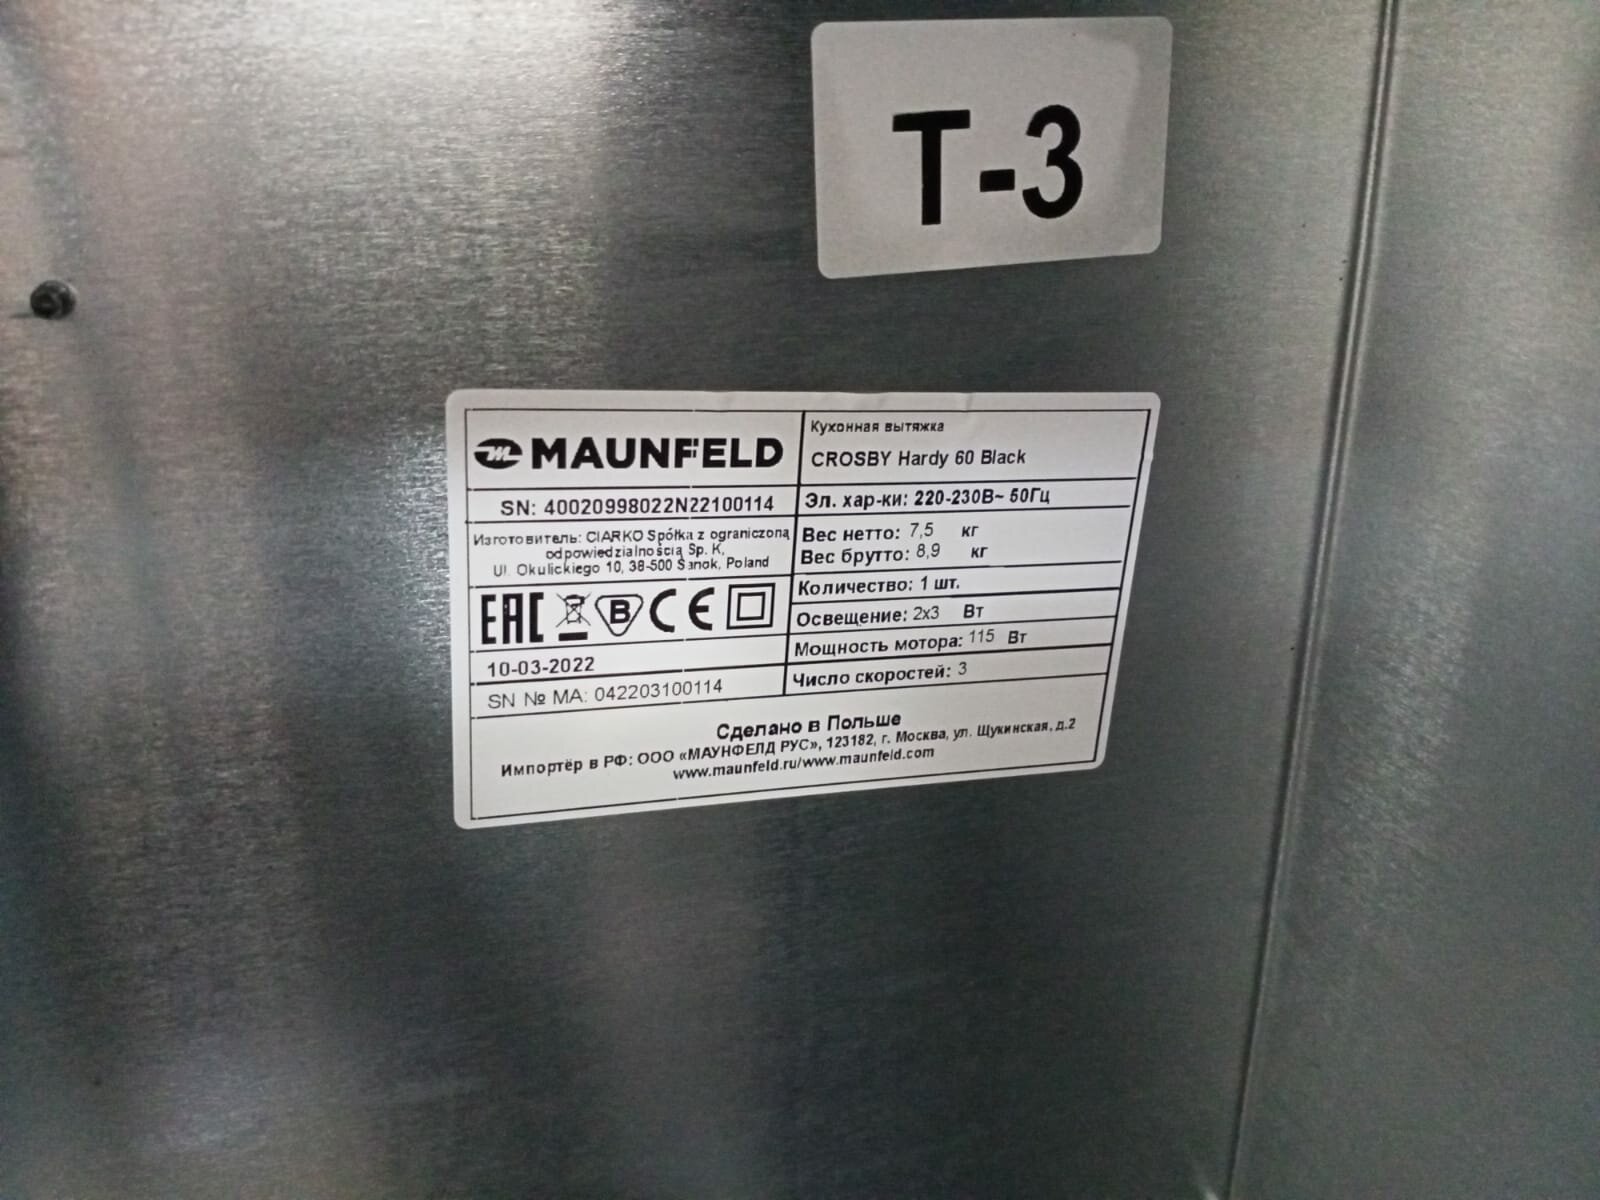 T-3
MAUNFELD
SN: 40020998022N22100114
Изготовитель: CIARKO Spółka z ograniczoną
odpowiedzialnością Sp. K,
Ul. Okulickiego 10, 38-500 Sanok, Poland
EAC B CE
10-03-2022
SN № MA: 042203100114
Кухонная вытяжка
CROSBY Hardy 60 Black
Эл. хар-ки: 220-230В~ 50Гц
Вес нетто: 7,5 кг
Вес брутто: 8,9 кг
Количество: 1 шт.
Освещение: 2x3 Вт
Мощность мотора: 115 Вт
Число скоростей: 3
Сделано в Польше
Импортёр в РФ: ООО «МАУНФЕЛД РУС», 123182, г. Москва, ул. Щукинская, д.2
www.maunfeld.ru/www.maunfeld.com